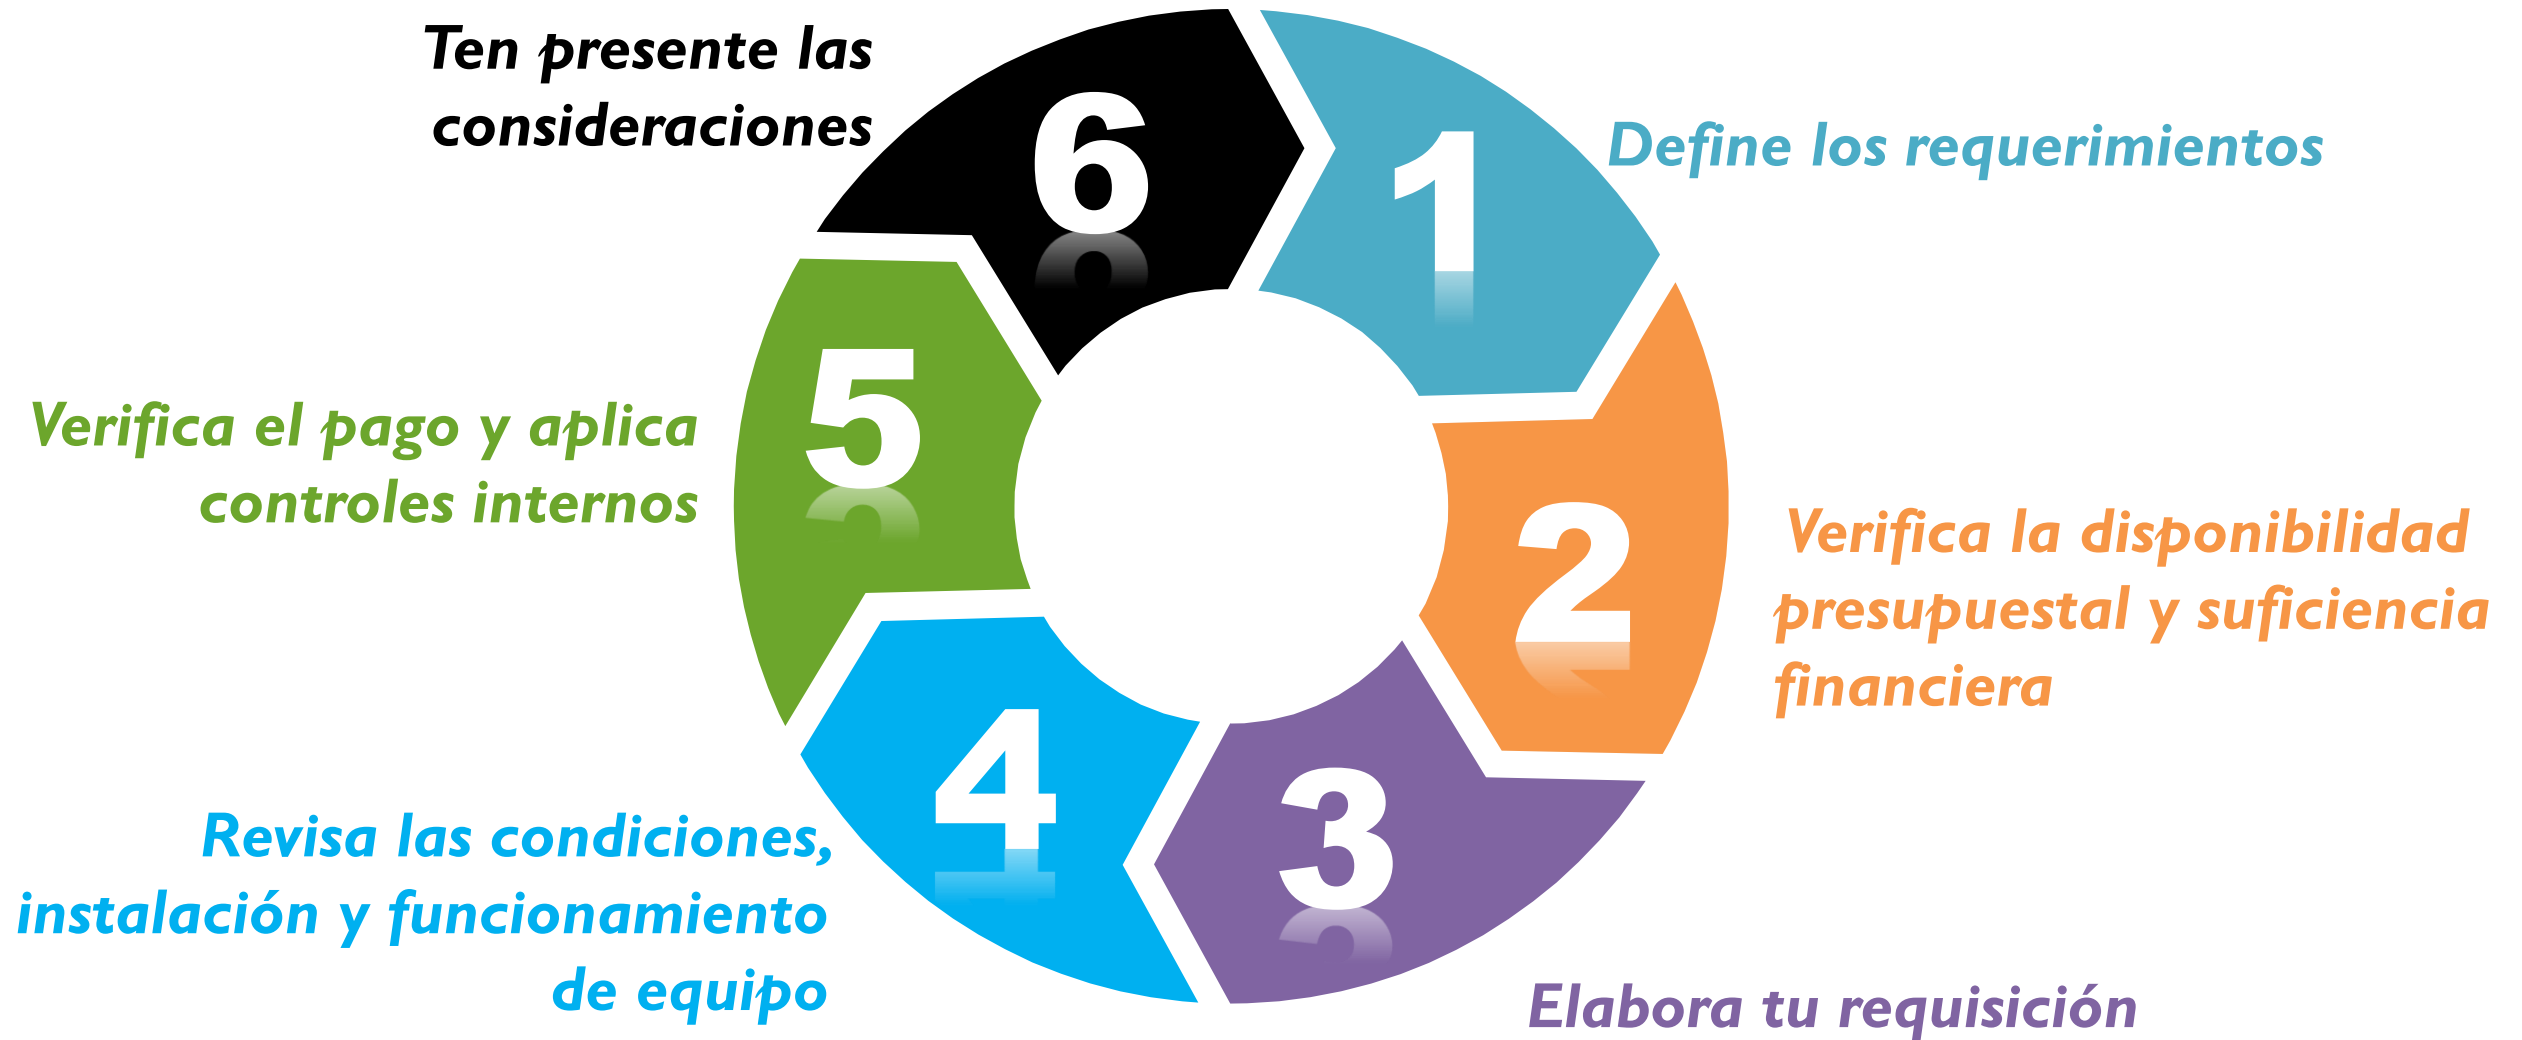 1
Define los requerimientos
2
Verifica la disponibilidad
presupuestal y suficiencia
financiera
3
Elabora tu requisición
4
Revisa las condiciones,
instalación y funcionamiento
de equipo
5
Verifica el pago y aplica
controles internos
6
Ten presente las
consideraciones